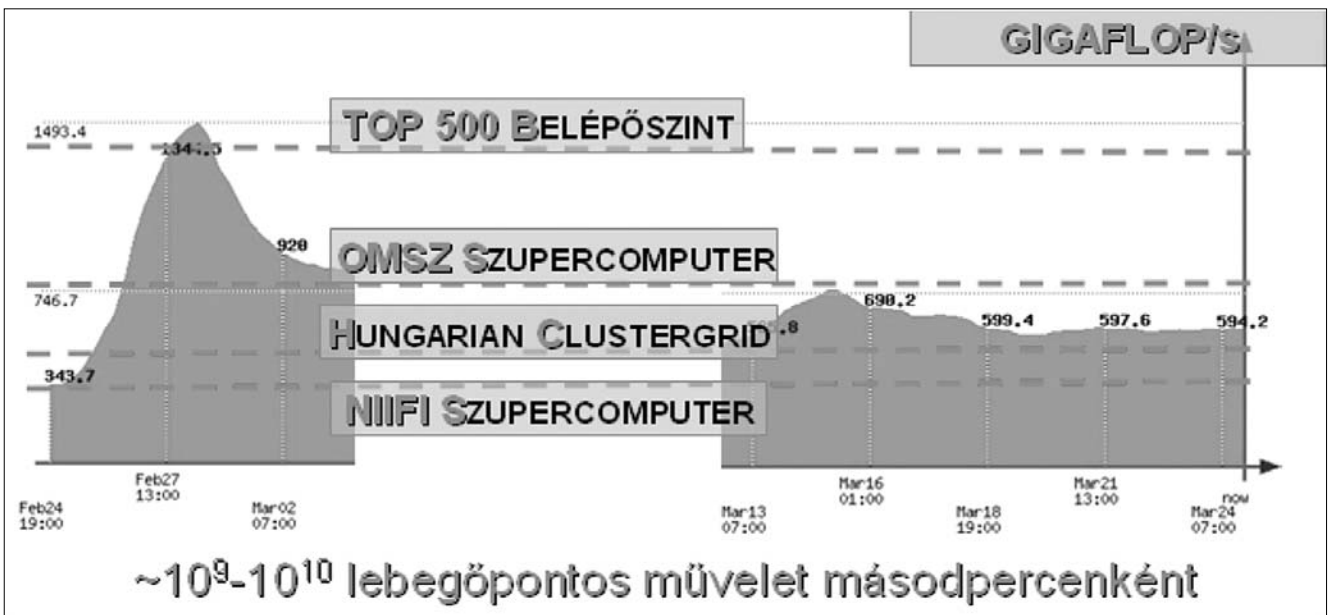 GIGAFLOP/s
TOP 500 BELÉPŐSZINT
1493.4
1344.5
OMSZ SZUPERCOMPUTER
920
746.7
690.2
HUNGARIAN CLUSTERGRID
599.4
597.6
594.2
343.7
NIIFI SZUPERCOMPUTER
Feb24
19:00
Feb27
13:00
Mar02
07:00
Mar13
07:00
Mar16
01:00
Mar18
19:00
Mar21
13:00
now
Mar24
07:00
~10⁹-10¹⁰ lebegőpontos művelet másodpercenként